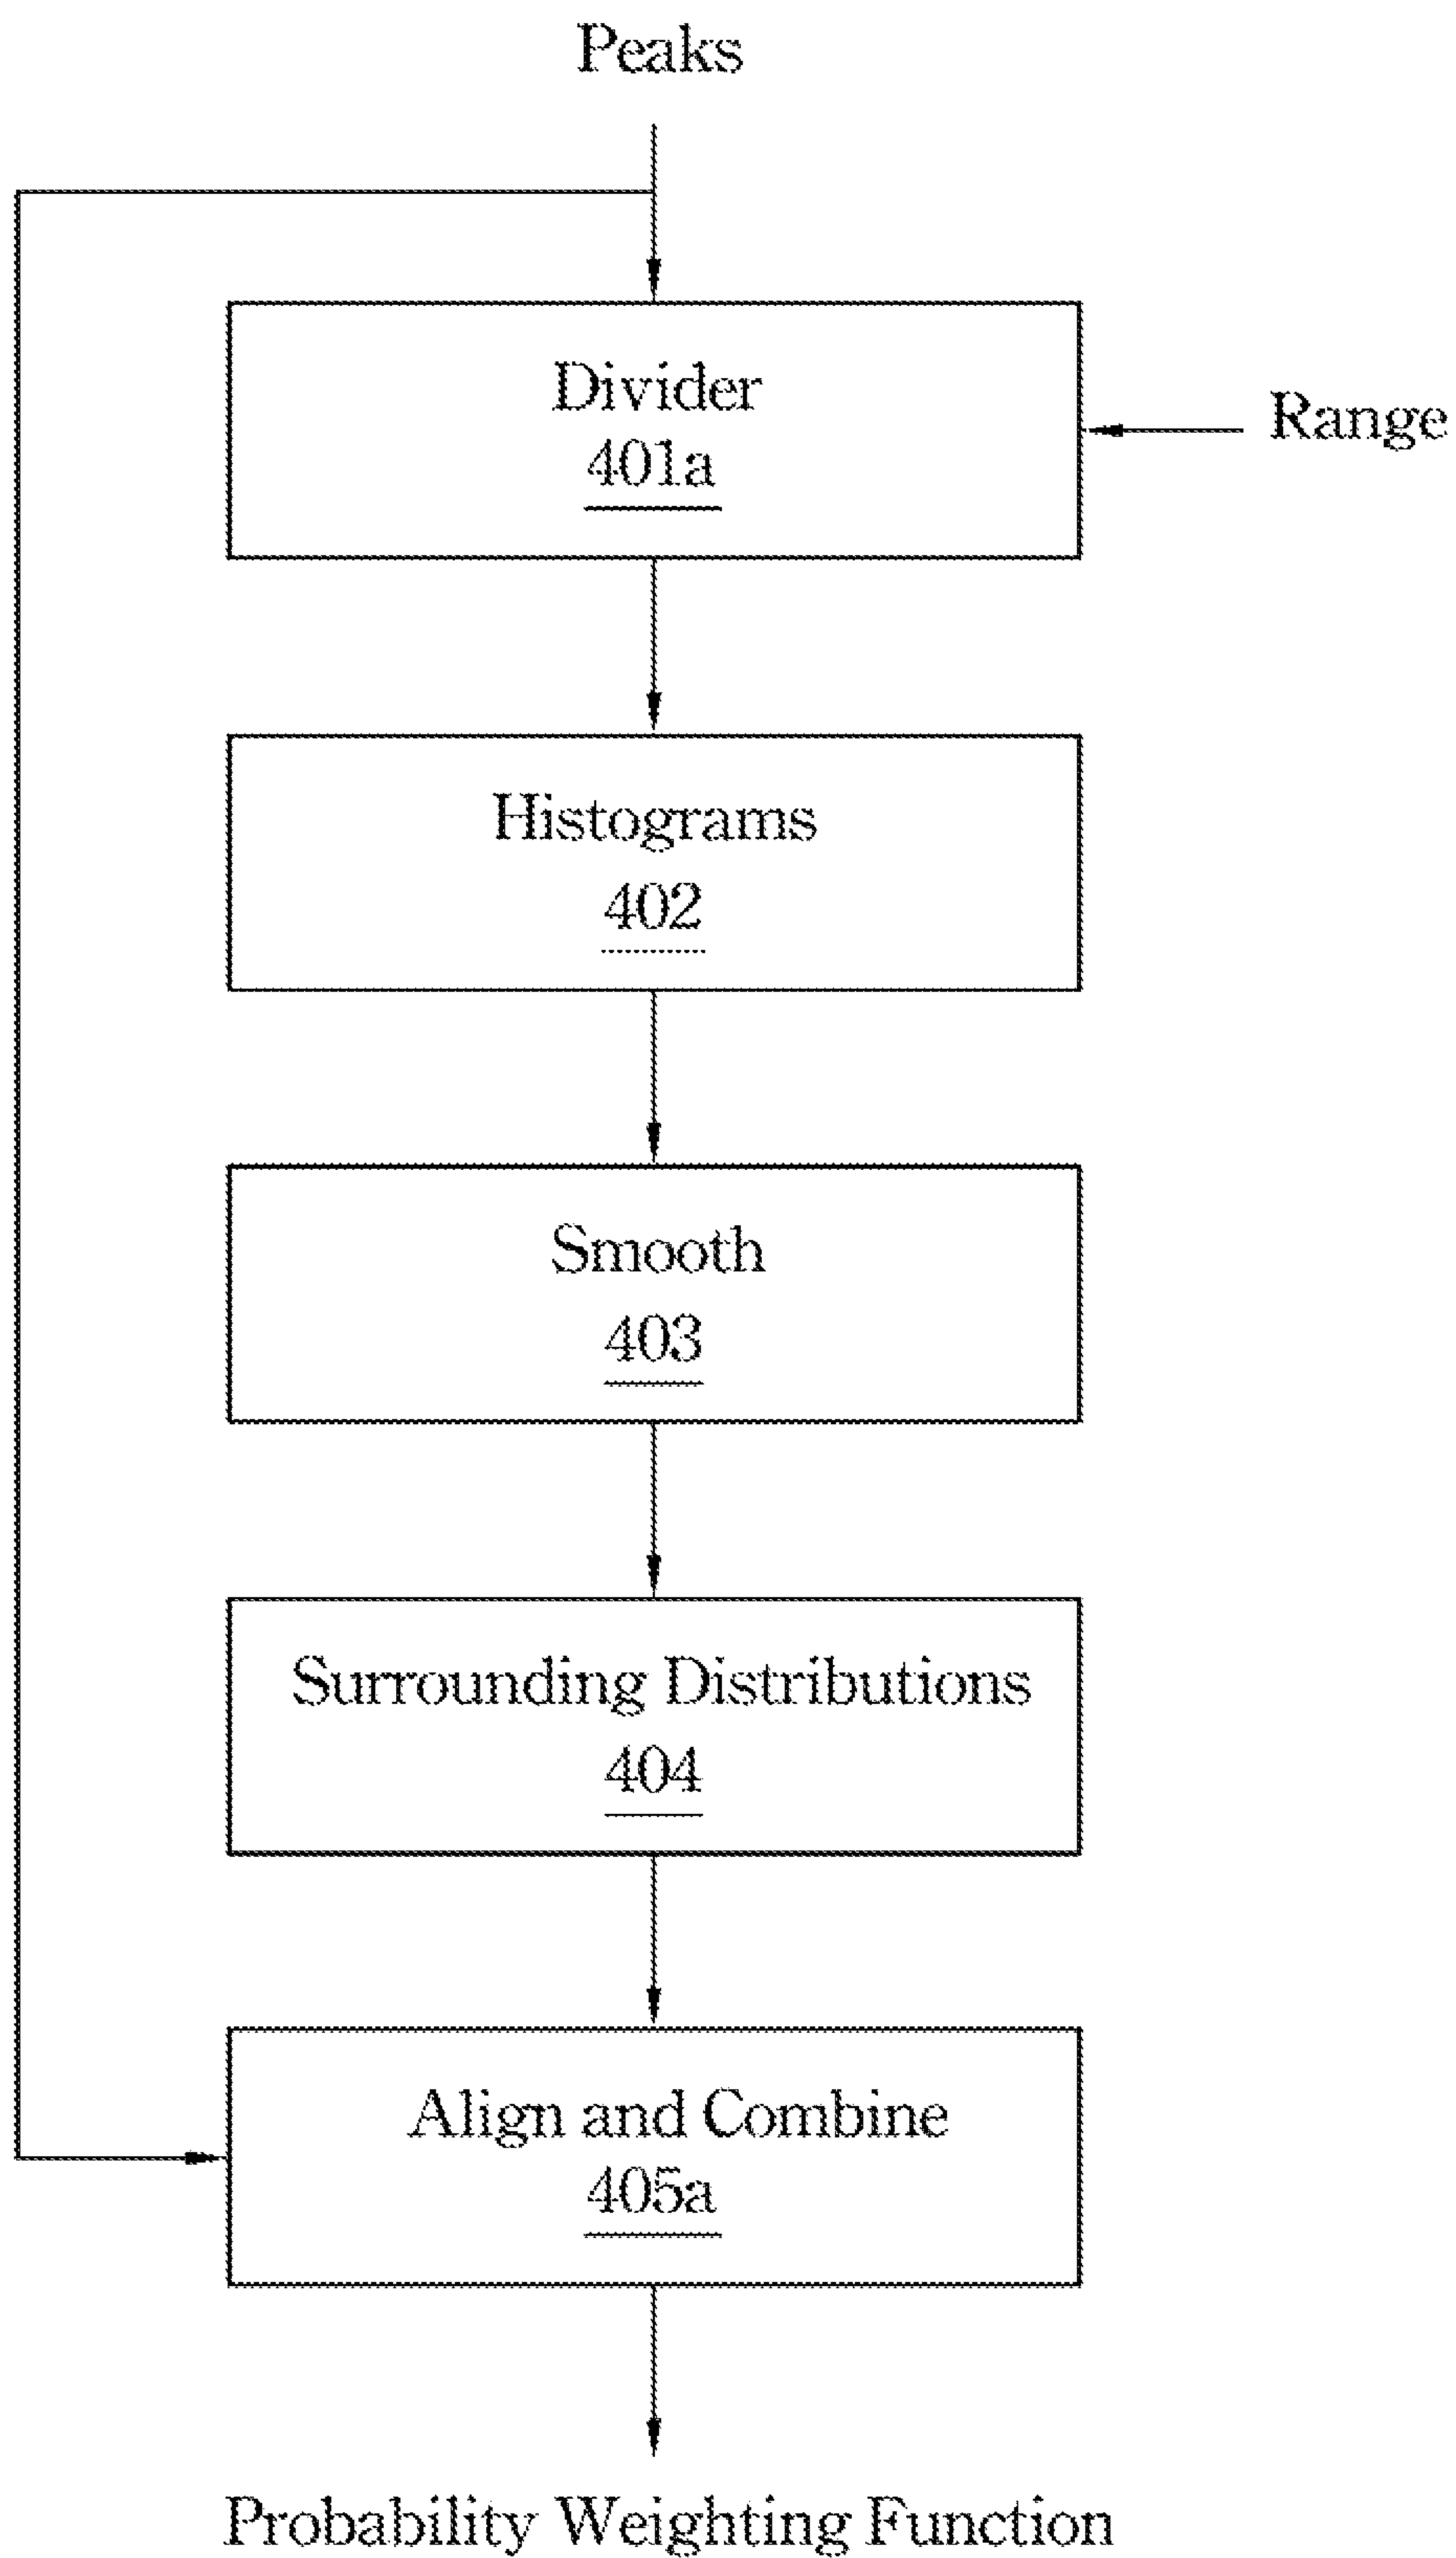 Peaks
Divider
401a
Range
Histograms
402
Smooth
403
Surrounding Distributions
404
Align and Combine
405a
Probability Weighting Function